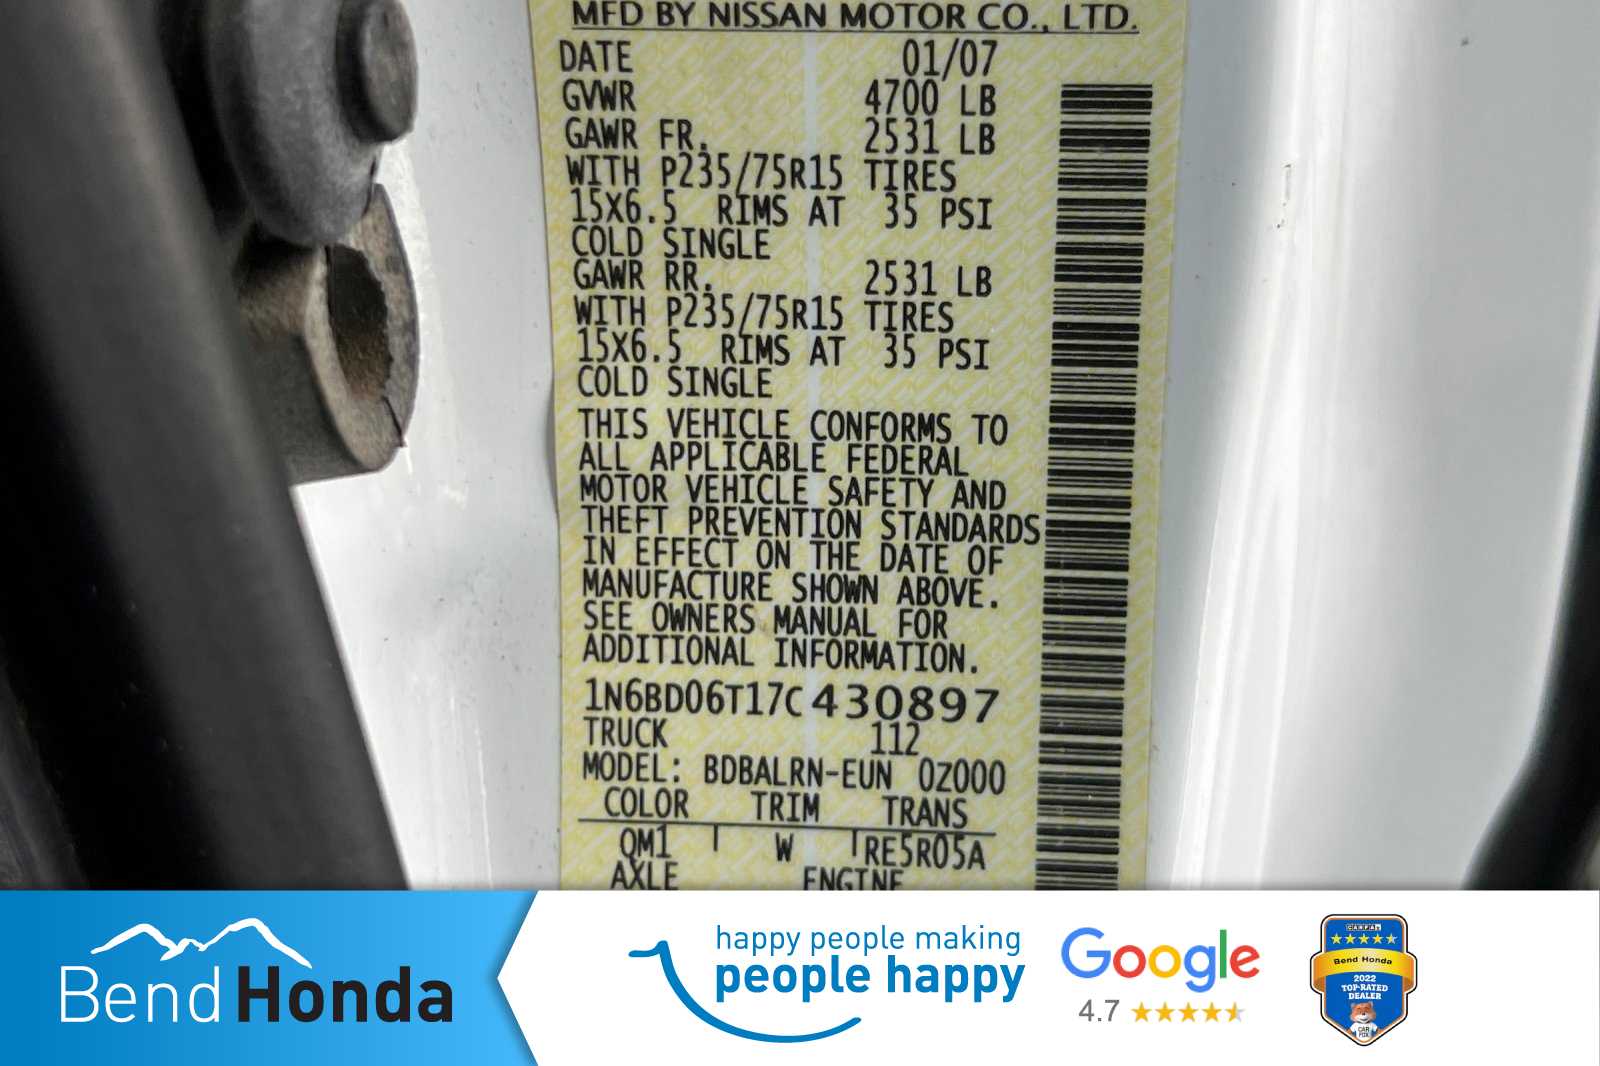 MFD BY NISSAN MOTOR CO., LTD.
DATE 01/07
GVWR 4700 LB
GAWR FR. 2531 LB
WITH P235/75R15 TIRES
15X6.5 RIMS AT 35 PSI
COLD SINGLE
GAWR RR. 2531 LB
WITH P235/75R15 TIRES
15X6.5 RIMS AT 35 PSI
COLD SINGLE
THIS VEHICLE CONFORMS TO
ALL APPLICABLE FEDERAL
MOTOR VEHICLE SAFETY AND
THEFT PREVENTION STANDARDS
IN EFFECT ON THE DATE OF
MANUFACTURE SHOWN ABOVE.
SEE OWNERS MANUAL FOR
ADDITIONAL INFORMATION.
1N6BD06T17C430897
TRUCK 112
MODEL: BDBALRN-EUN 0Z000
COLOR TRIM TRANS
QM1 W RE5R05A
AXLE ENGINE
Bend Honda
happy people making
people happy
Google
4.7
CARFAX
Bend Honda
2022
TOP-RATED
DEALER
CAR
FOX